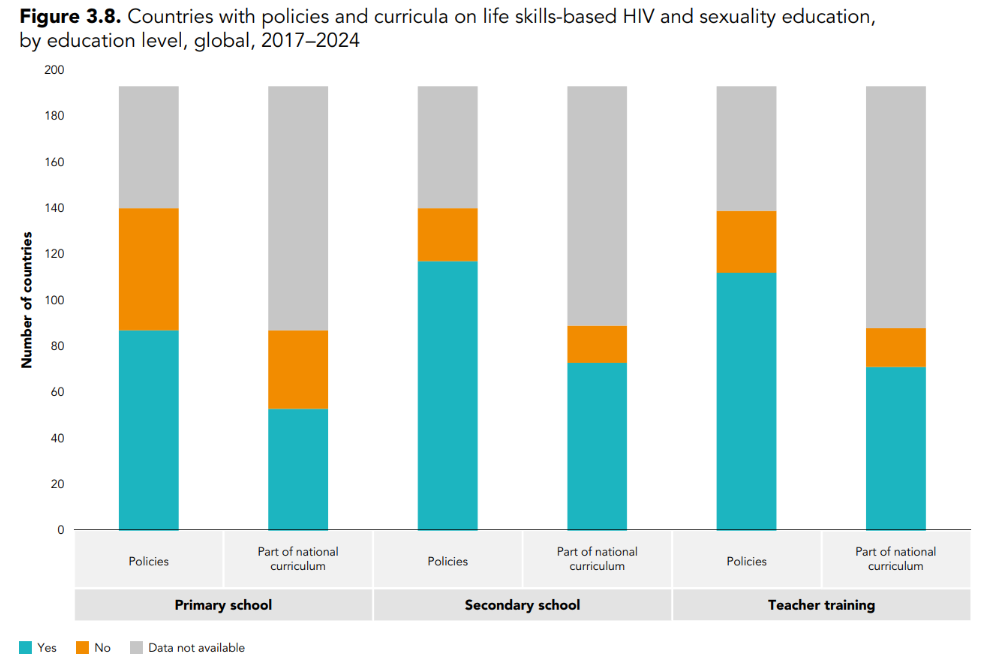 Figure 3.8. Countries with policies and curricula on life skills-based HIV and sexuality education,
by education level, global, 2017–2024
200
180
160
140
120
100
80
60
40
20
0
Number of countries
Policies
Part of national
curriculum
Policies
Part of national
curriculum
Policies
Part of national
curriculum
Primary school
Secondary school
Teacher training
Yes
No
Data not available